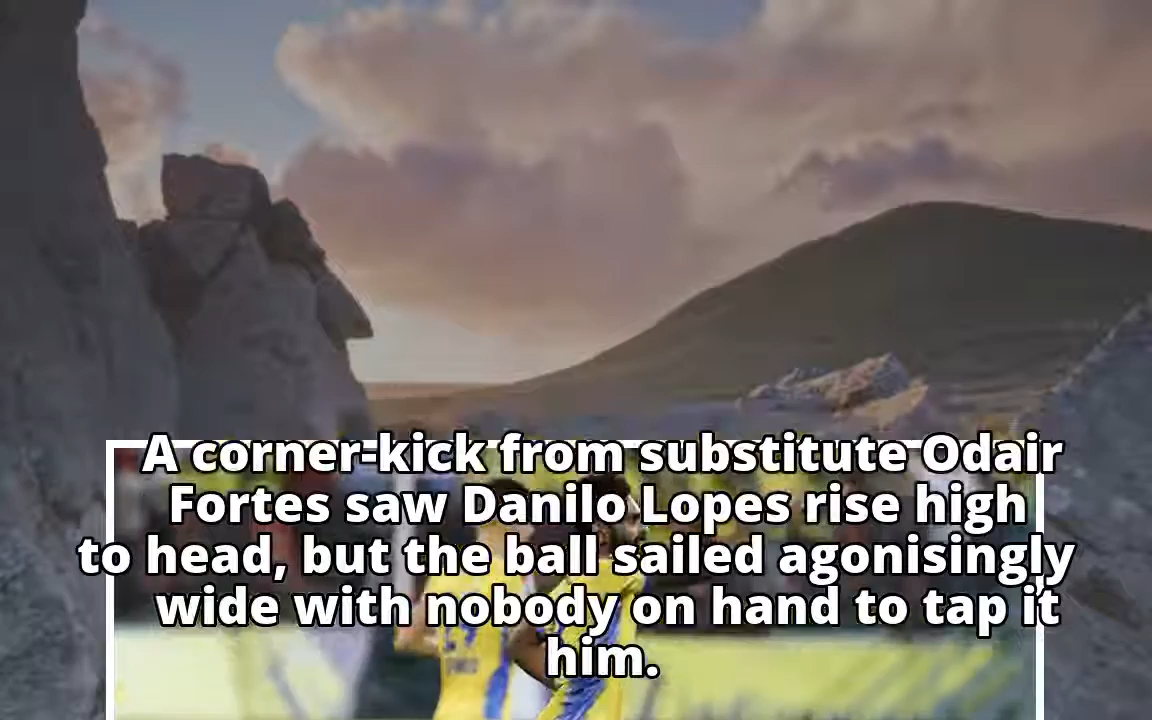 A corner-kick from substitute Odair
Fortes saw Danilo Lopes rise high
to head, but the ball sailed agonisingly
wide with nobody on hand to tap it
him.